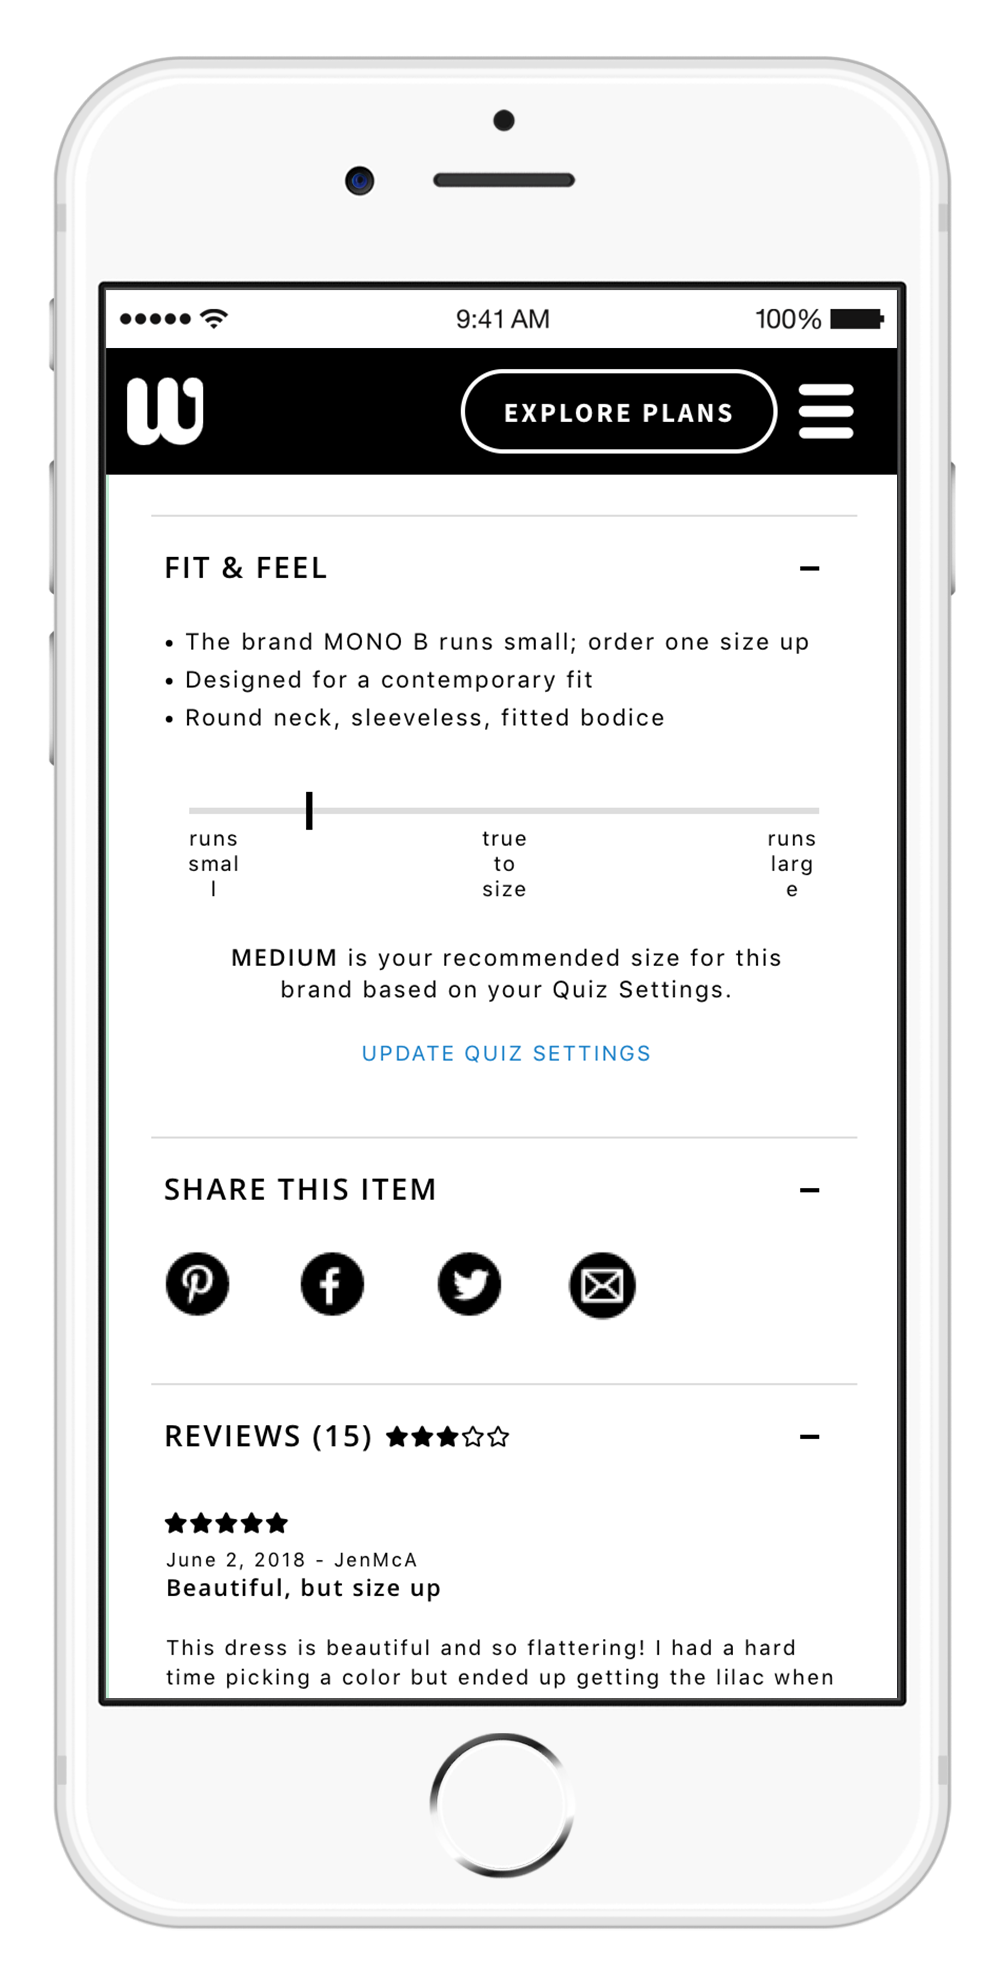 9:41 AM 100%
W EXPLORE PLANS
FIT & FEEL
• The brand MONO B runs small; order one size up
• Designed for a contemporary fit
• Round neck, sleeveless, fitted bodice
runs true runs
smal to larg
l size e
MEDIUM is your recommended size for this
brand based on your Quiz Settings.
UPDATE QUIZ SETTINGS
SHARE THIS ITEM
REVIEWS (15)
June 2, 2018 - JenMcA
Beautiful, but size up
This dress is beautiful and so flattering! I had a hard
time picking a color but ended up getting the lilac when